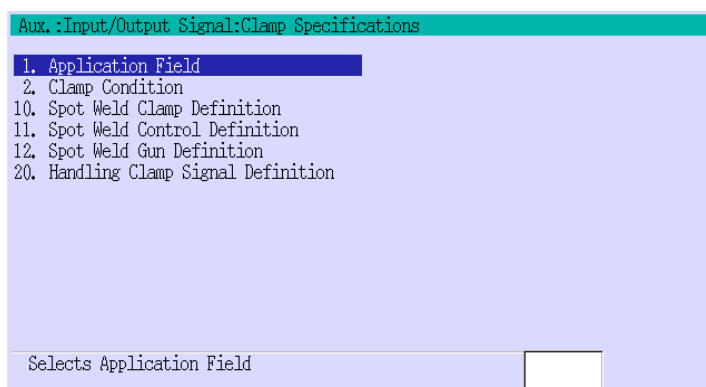 Aux.:Input/Output Signal:Clamp Specifications
1. Application Field
2. Clamp Condition
10. Spot Weld Clamp Definition
11. Spot Weld Control Definition
12. Spot Weld Gun Definition
20. Handling Clamp Signal Definition
Selects Application Field